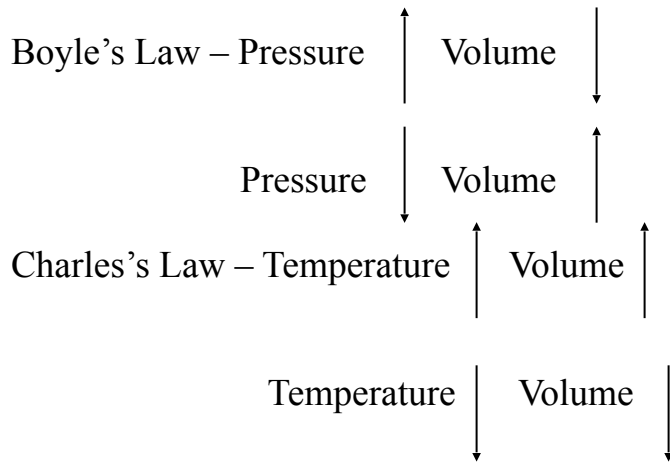 Boyle’s Law – Pressure Volume
Pressure Volume
Charles’s Law – Temperature Volume
Temperature Volume